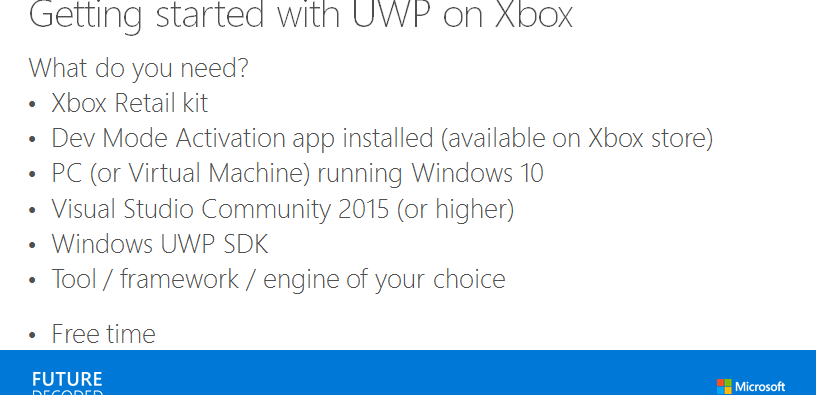 Getting started with UWP on Xbox
What do you need?
• Xbox Retail kit
• Dev Mode Activation app installed (available on Xbox store)
• PC (or Virtual Machine) running Windows 10
• Visual Studio Community 2015 (or higher)
• Windows UWP SDK
• Tool / framework / engine of your choice
• Free time
FUTURE
DECODED
Microsoft